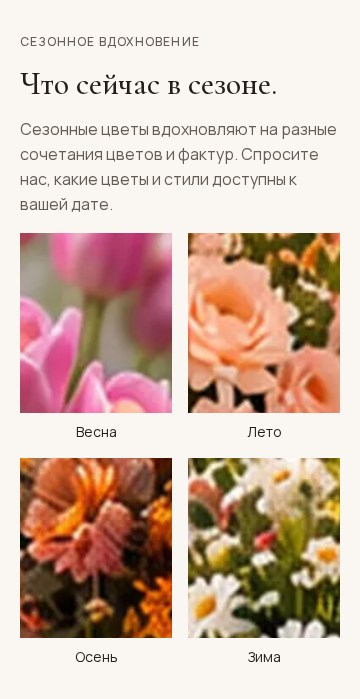 СЕЗОННОЕ ВДОХНОВЕНИЕ
Что сейчас в сезоне.
Сезонные цветы вдохновляют на разные
сочетания цветов и фактур. Спросите
нас, какие цветы и стили доступны к
вашей дате.
Весна
Лето
Осень
Зима